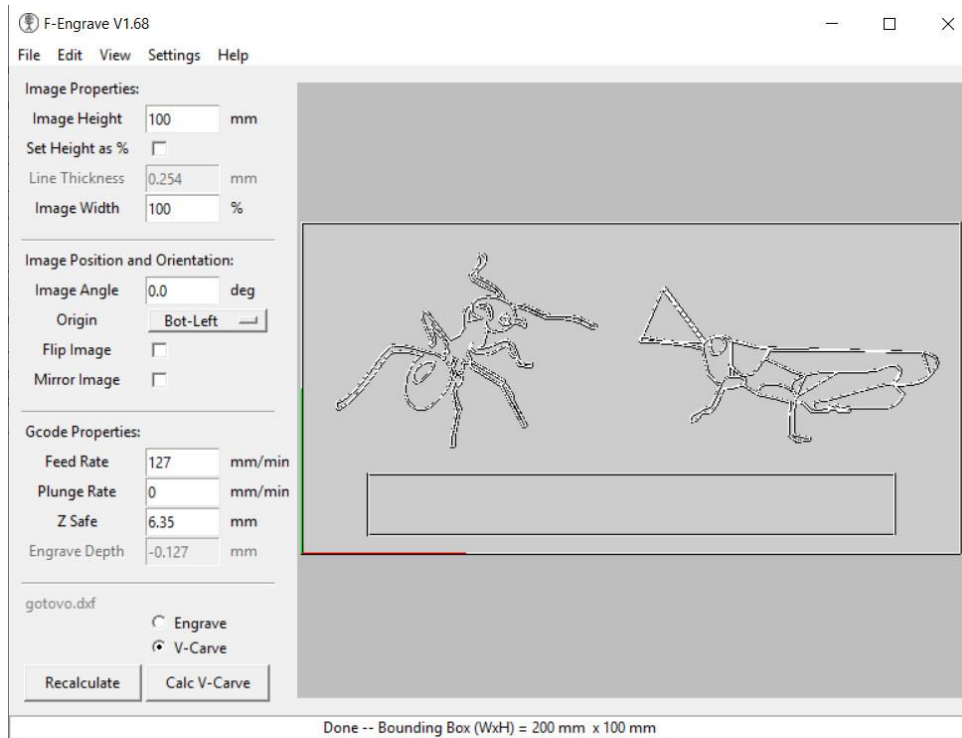 F-Engrave V1.68
File Edit View Settings Help
Image Properties:
Image Height 100 mm
Set Height as %
Line Thickness 0.254 mm
Image Width 100 %
Image Position and Orientation:
Image Angle 0.0 deg
Origin Bot-Left
Flip Image
Mirror Image
Gcode Properties:
Feed Rate 127 mm/min
Plunge Rate 0 mm/min
Z Safe 6.35 mm
Engrave Depth -0.127 mm
gotovo.dxf
Engrave
V-Carve
Recalculate Calc V-Carve
Done -- Bounding Box (WxH) = 200 mm x 100 mm